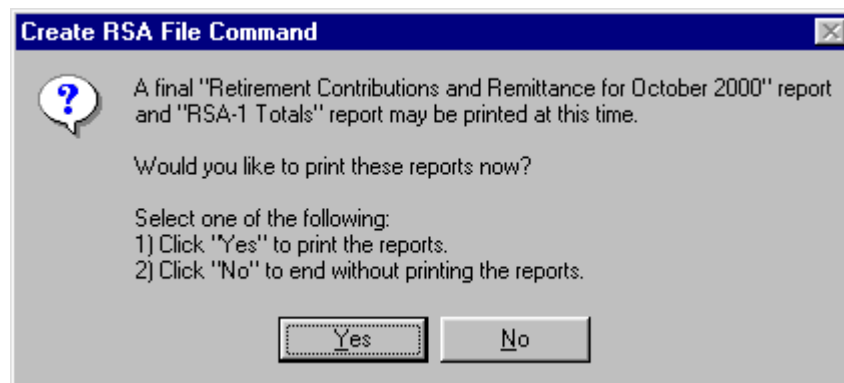 Create RSA File Command
A final "Retirement Contributions and Remittance for October 2000" report
and "RSA-1 Totals" report may be printed at this time.
Would you like to print these reports now?
Select one of the following:
1) Click "Yes" to print the reports.
2) Click "No" to end without printing the reports.
Yes No